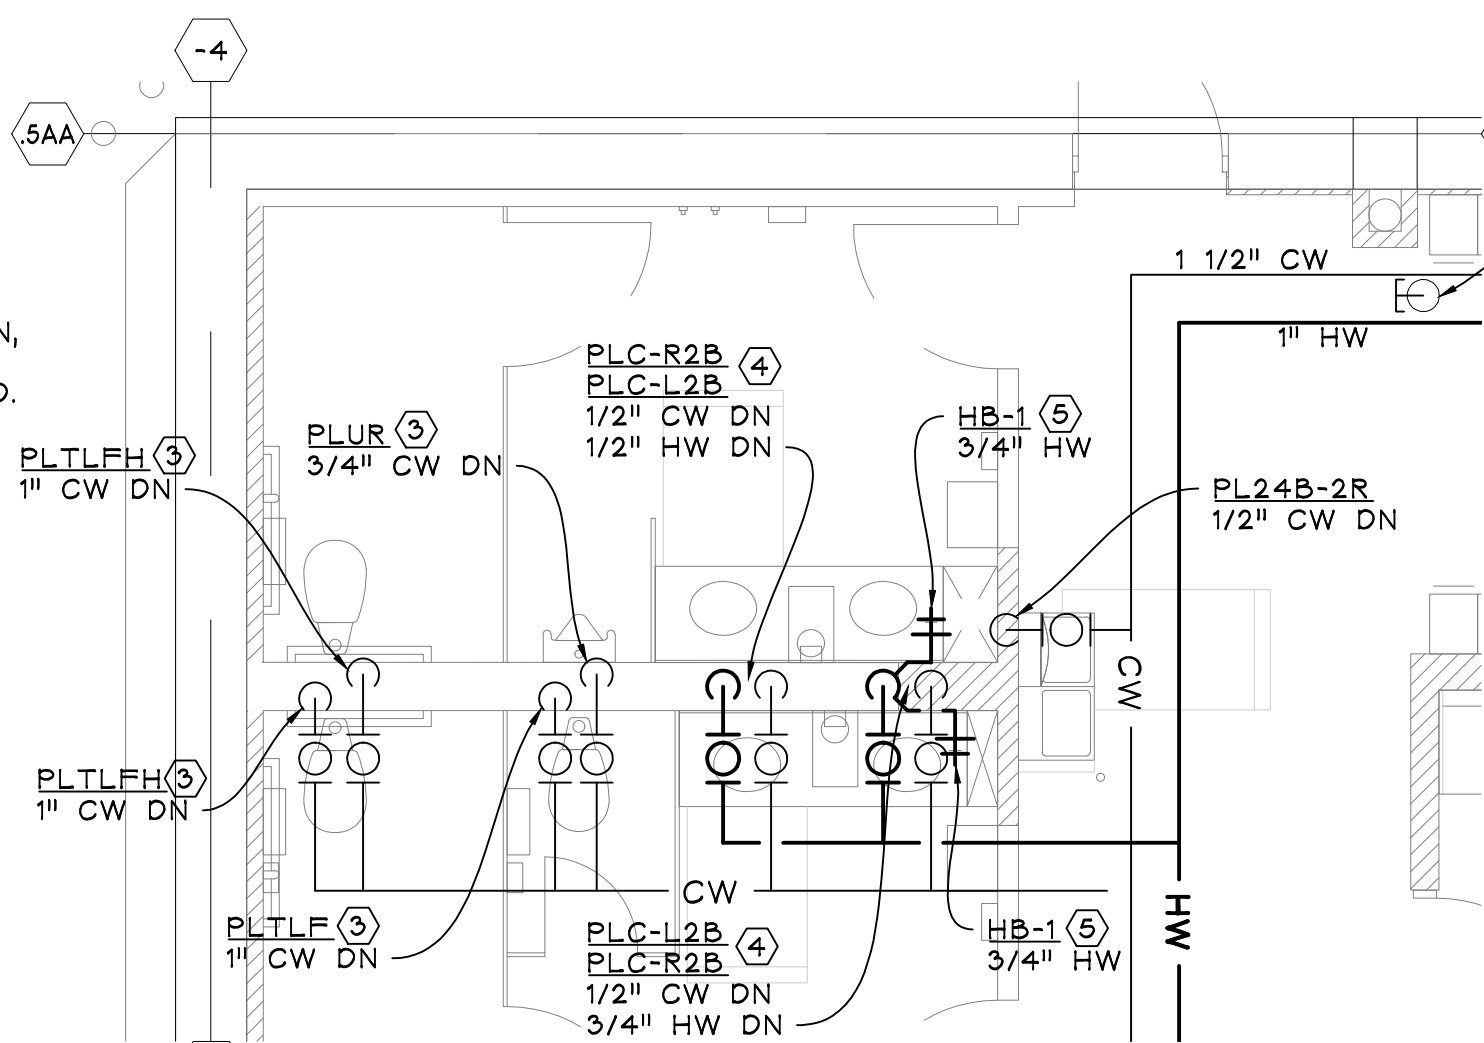 -4
.5AA
1 1/2" CW
1" HW
N,
O.
PLC-R2B 4
PLC-L2B
1/2" CW DN
1/2" HW DN
HB-1 5
3/4" HW
PLUR 3
3/4" CW DN
PLTLFH 3
1" CW DN
PL24B-2R
1/2" CW DN
CW
PLTLFH 3
1" CW DN
CW
HW
PLTLF 3
1" CW DN
PLC-L2B 4
PLC-R2B
1/2" CW DN
3/4" HW DN
HB-1 5
3/4" HW